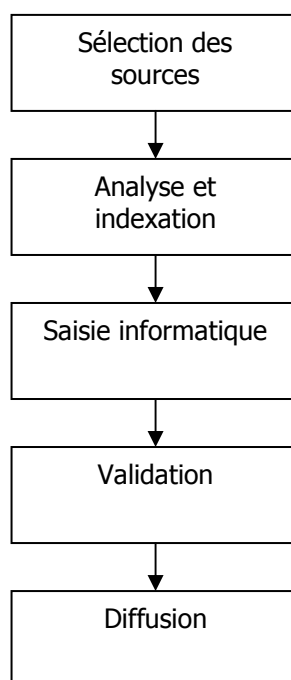 Sélection des
sources
Analyse et
indexation
Saisie informatique
Validation
Diffusion